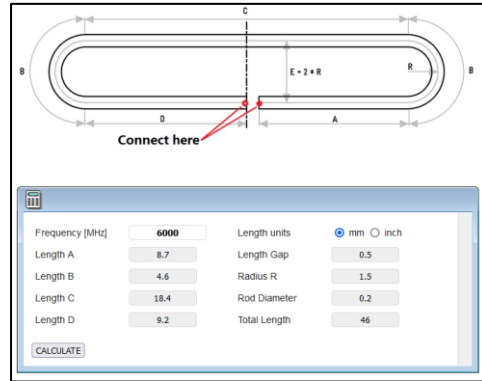 C
B
R
B
E + 2 * R
D
A
Connect here
Frequency [MHz] 6000 Length units mm inch
Length A 8.7 Length Gap 0.5
Length B 4.6 Radius R 1.5
Length C 18.4 Rod Diameter 0.2
Length D 9.2 Total Length 46
CALCULATE